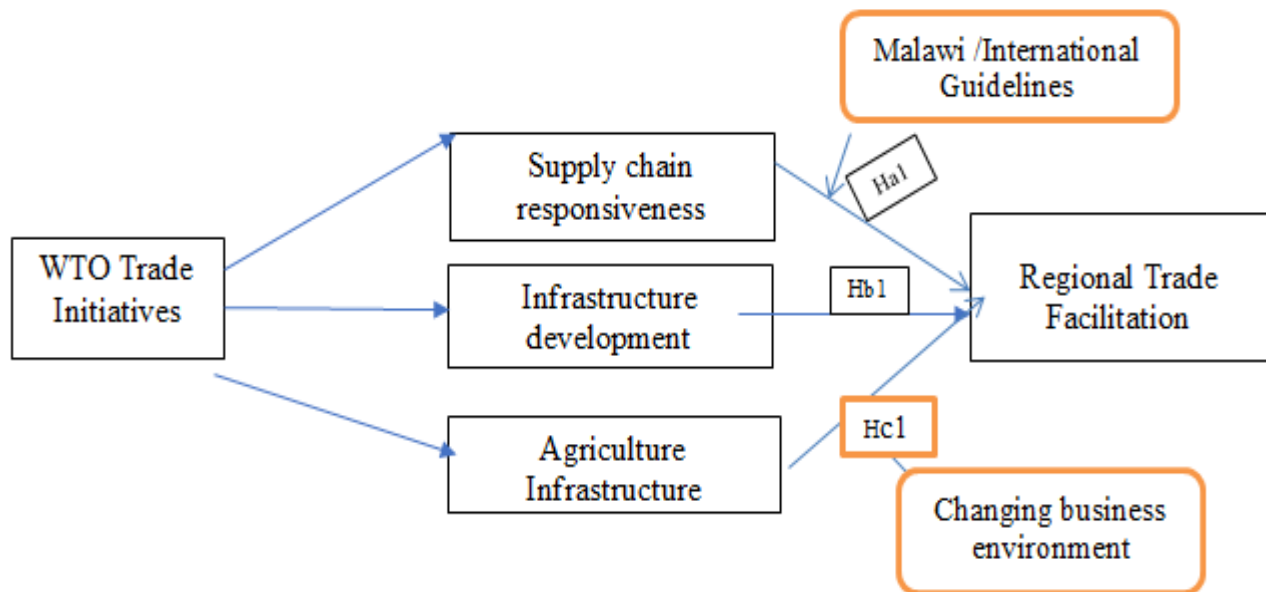 Malawi /International
Guidelines
Supply chain
responsiveness
Ha1
WTO Trade
Initiatives
Infrastructure
development
Hb1
Regional Trade
Facilitation
Agriculture
Infrastructure
Hc1
Changing business
environment